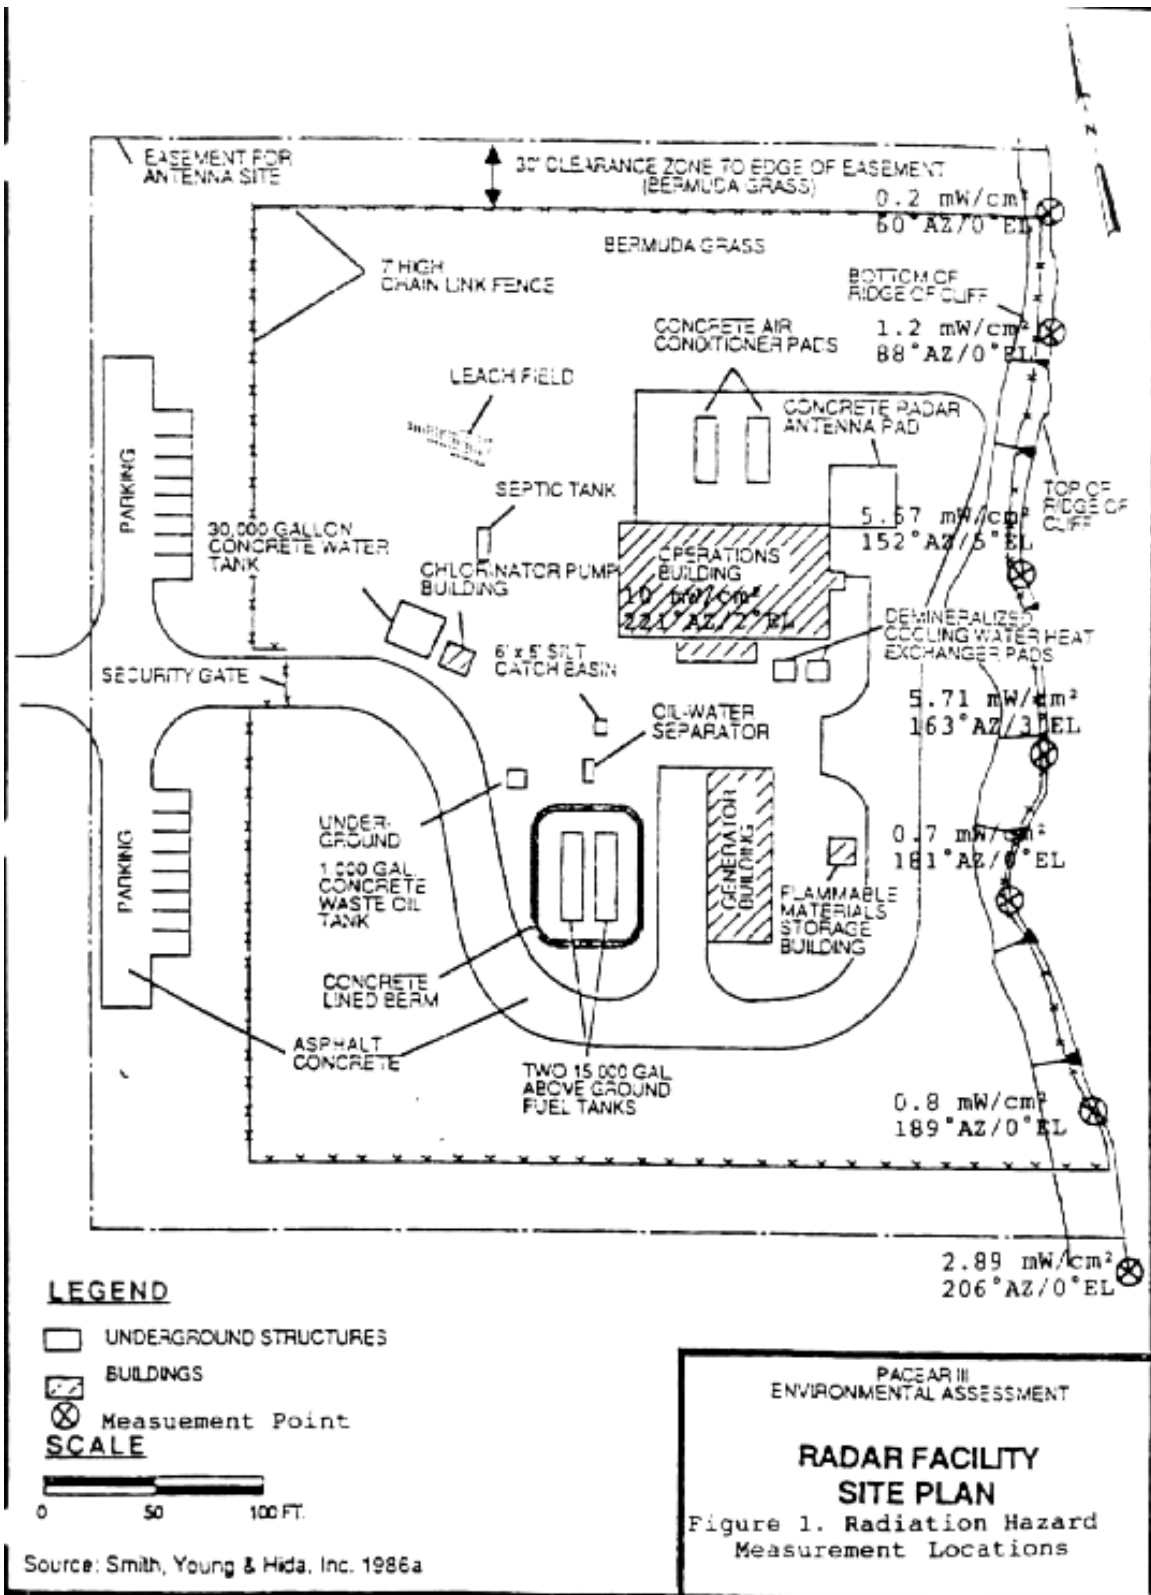 N
EASEMENT FOR
ANTENNA SITE
30' CLEARANCE ZONE TO EDGE OF EASEMENT
(BERMUDA GRASS)
0.2 mW/cm²
60°AZ/0°EL
BERMUDA GRASS
7' HIGH
CHAIN LINK FENCE
BOTTOM OF
RIDGE OF CLIFF
1.2 mW/cm²
88°AZ/0°EL
CONCRETE AIR
CONDITIONER PADS
LEACH FIELD
CONCRETE RADAR
ANTENNA PAD
PARKING
SEPTIC TANK
TOP OF
RIDGE OF
CLIFF
30,000 GALLON
CONCRETE WATER
TANK
5.67 mW/cm²
152°AZ/5°EL
CHLORINATOR PUMP
BUILDING
OPERATIONS
BUILDING
10 mW/cm²
221°AZ/2°EL
DEMINERALIZED
COOLING WATER HEAT
EXCHANGER PADS
6' x 5' SILT
CATCH BASIN
SECURITY GATE
5.71 mW/cm²
163°AZ/3°EL
OIL-WATER
SEPARATOR
UNDER-
GROUND
1,000 GAL.
CONCRETE
WASTE OIL
TANK
PARKING
GENERATOR
BUILDING
0.7 mW/cm²
181°AZ/0°EL
FLAMMABLE
MATERIALS
STORAGE
BUILDING
CONCRETE
LINED BERM
ASPHALT
CONCRETE
TWO 15,000 GAL
ABOVE GROUND
FUEL TANKS
0.8 mW/cm²
189°AZ/0°EL
2.89 mW/cm²
206°AZ/0°EL
LEGEND
UNDERGROUND STRUCTURES
BUILDINGS
Measuement Point
SCALE
0 50 100 FT.
Source: Smith, Young & Hida, Inc. 1986a
PACBAR III
ENVIRONMENTAL ASSESSMENT
RADAR FACILITY
SITE PLAN
Figure 1. Radiation Hazard
Measurement Locations